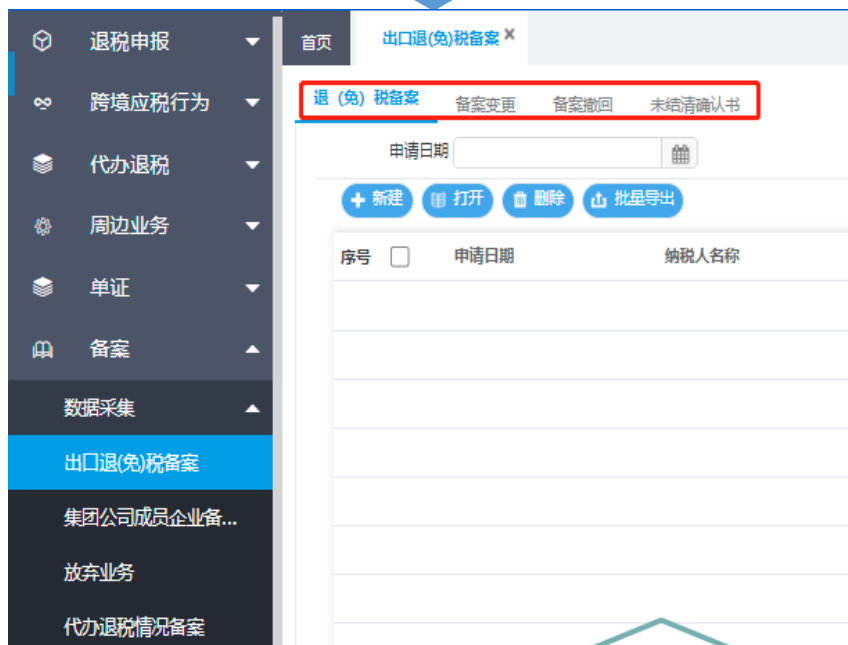 退税申报
跨境应税行为
代办退税
周边业务
单证
备案
数据采集
出口退(免)税备案
集团公司成员企业备...
放弃业务
代办退税情况备案
首页 出口退(免)税备案 ×
退（免）税备案 备案变更 备案撤回 未结清确认书
申请日期
新建 打开 删除 批量导出
序号 申请日期 纳税人名称